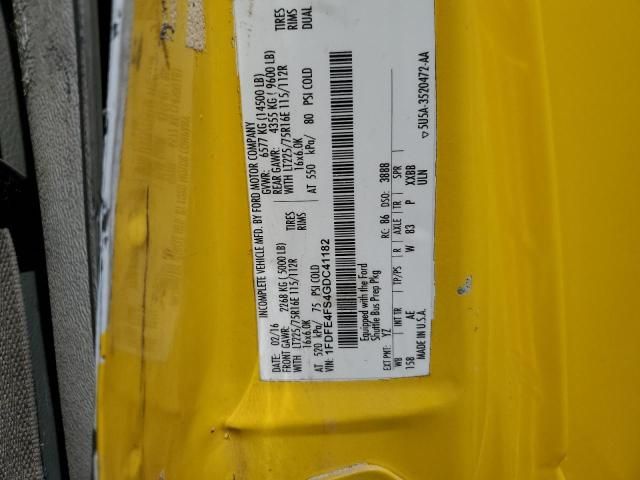 INCOMPLETE VEHICLE MFD. BY FORD MOTOR COMPANY
DATE: 02/16 GVWR: 6577 KG (14500 LB)
FRONT GAWR: 2268 KG (5000 LB) REAR GAWR: 4355 KG (9600 LB)
WITH LT225/75R16E 115/112R TIRES WITH LT225/75R16E 115/112R TIRES
16x6.0K RIMS 16x6.0K RIMS
AT 520 kPa/ 75 PSI COLD AT 550 kPa/ 80 PSI COLD DUAL
VIN: 1FDFE4FS4GDC41182
Equipped with the Ford
Shuttle Bus Prep Pkg
EXT PNT: YZ RC: 86 DSO: 3888
WB INT TR TP/PS R AXLE TR SPR
158 AE W 83 P XXBB
MADE IN U.S.A. ULN
5U5A-3520472-AA